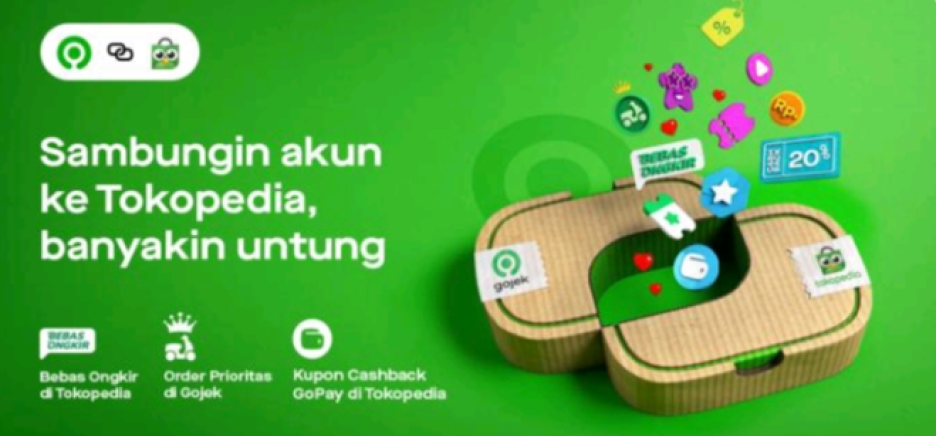 Sambungin akun
ke Tokopedia,
banyakin untung
BEBAS
ONGKIR
Bebas Ongkir
di Tokopedia
Order Prioritas
di Gojek
Kupon Cashback
GoPay di Tokopedia
%
RP
BEBAS
ONGKIR
20%
gojek
tokopedia